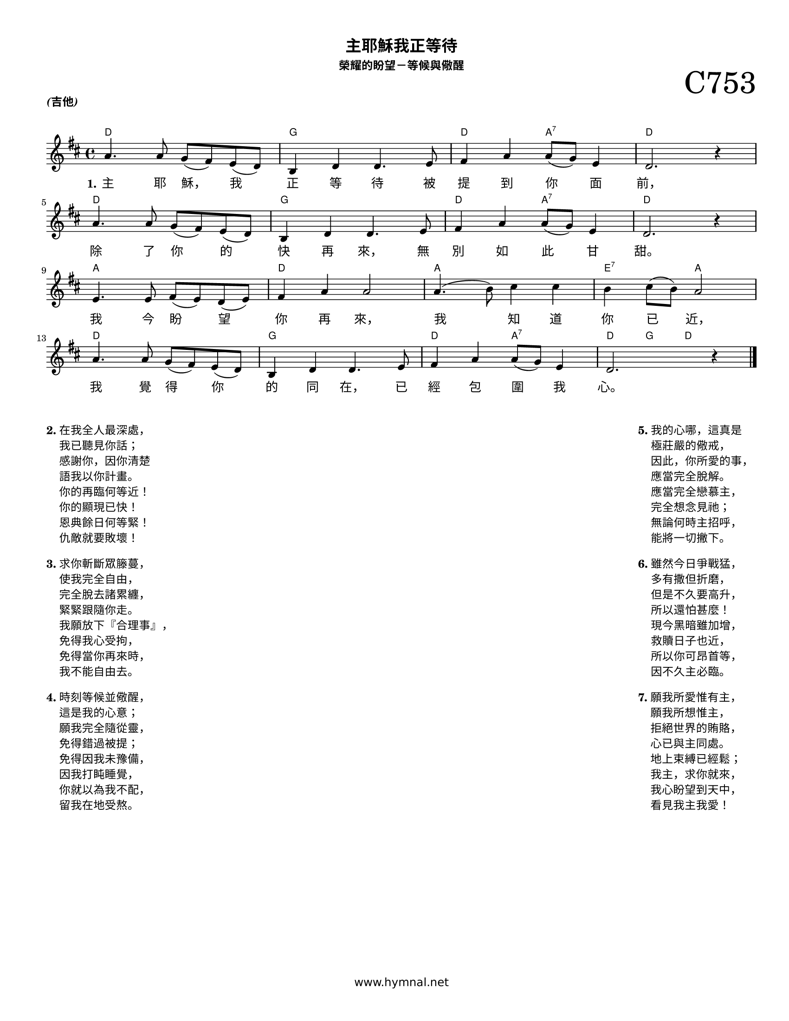 主耶穌我正等待
榮耀的盼望－等候與儆醒
C753
(吉他)
D G D A7 D
1. 主 耶 穌， 我 正 等 待 被 提 到 你 面 前，
5 D G D A7 D
除 了 你 的 快 再 來， 無 別 如 此 甘 甜。
9 A D A E7 A
我 今 盼 望 你 再 來， 我 知 道 你 已 近，
13 D G D A7 D G D
我 覺 得 你 的 同 在， 已 經 包 圍 我 心。
2. 在我全人最深處，
我已聽見你話；
感謝你，因你清楚
語我以你計畫。
你的再臨何等近！
你的顯現已快！
恩典餘日何等緊！
仇敵就要敗壞！
3. 求你斬斷眾籐蔓，
使我完全自由，
完全脫去諸累纏，
緊緊跟隨你走。
我願放下『合理事』，
免得我心受拘，
免得當你再來時，
我不能自由去。
4. 時刻等候並儆醒，
這是我的心意；
願我完全隨從靈，
免得錯過被提；
免得因我未豫備，
因我打盹睡覺，
你就以為我不配，
留我在地受熬。
5. 我的心哪，這真是
極莊嚴的儆戒，
因此，你所愛的事，
應當完全脫解。
應當完全戀慕主，
完全想念見祂；
無論何時主招呼，
能將一切撇下。
6. 雖然今日爭戰猛，
多有撒但折磨，
但是不久要高升，
所以還怕甚麼！
現今黑暗雖加增，
救贖日子也近，
所以你可昂首等，
因不久主必臨。
7. 願我所愛惟有主，
願我所想惟主，
拒絕世界的賄賂，
心已與主同處。
地上束縛已經鬆；
我主，求你就來，
我心盼望到天中，
看見我主我愛！
www.hymnal.net